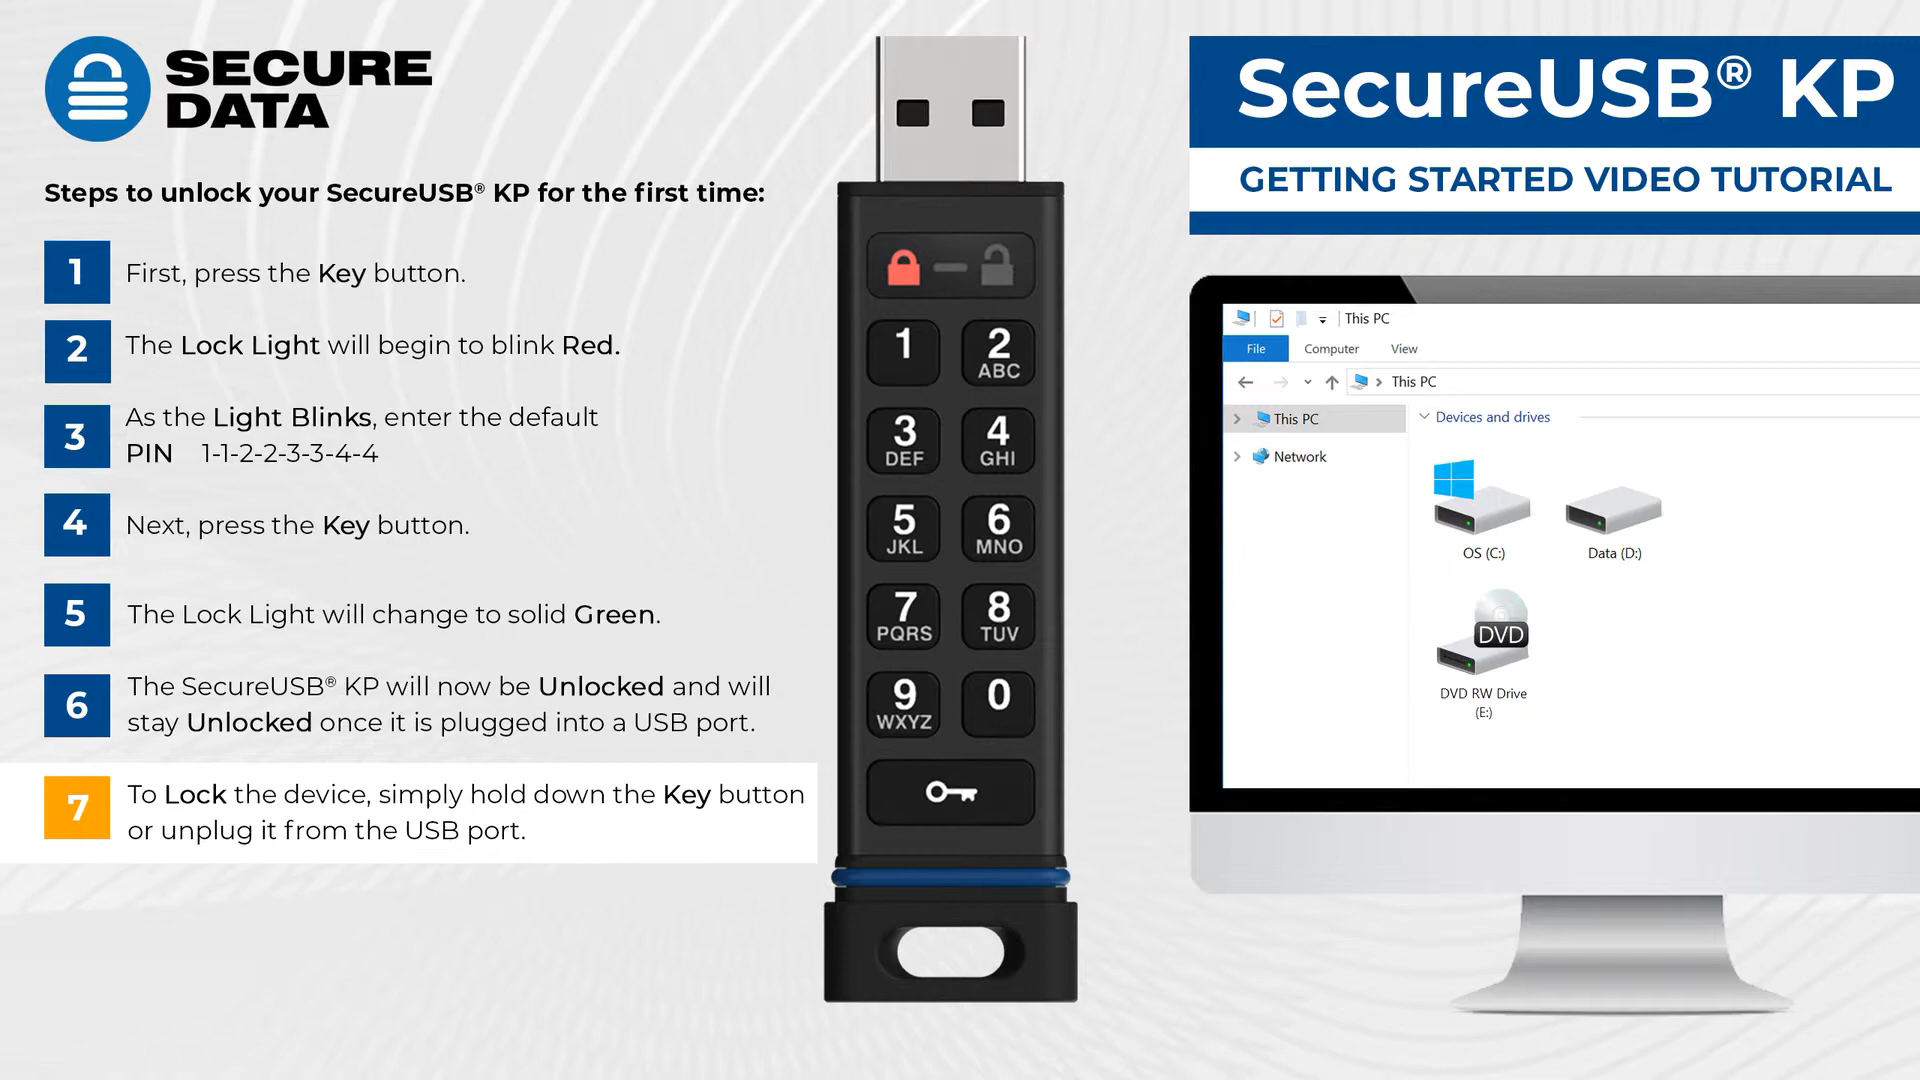 SECURE
DATA
Steps to unlock your SecureUSB® KP for the first time:
1
First, press the Key button.
2
The Lock Light will begin to blink Red.
3
As the Light Blinks, enter the default
PIN 1-1-2-2-3-3-4-4
4
Next, press the Key button.
5
The Lock Light will change to solid Green.
6
The SecureUSB® KP will now be Unlocked and will
stay Unlocked once it is plugged into a USB port.
7
To Lock the device, simply hold down the Key button
or unplug it from the USB port.
1 2
ABC
3 4
DEF GHI
5 6
JKL MNO
7 8
PQRS TUV
9 0
WXYZ
SecureUSB® KP
GETTING STARTED VIDEO TUTORIAL
This PC
File Computer View
This PC
This PC
Network
Devices and drives
OS (C:)
Data (D:)
DVD
DVD RW Drive
(E:)